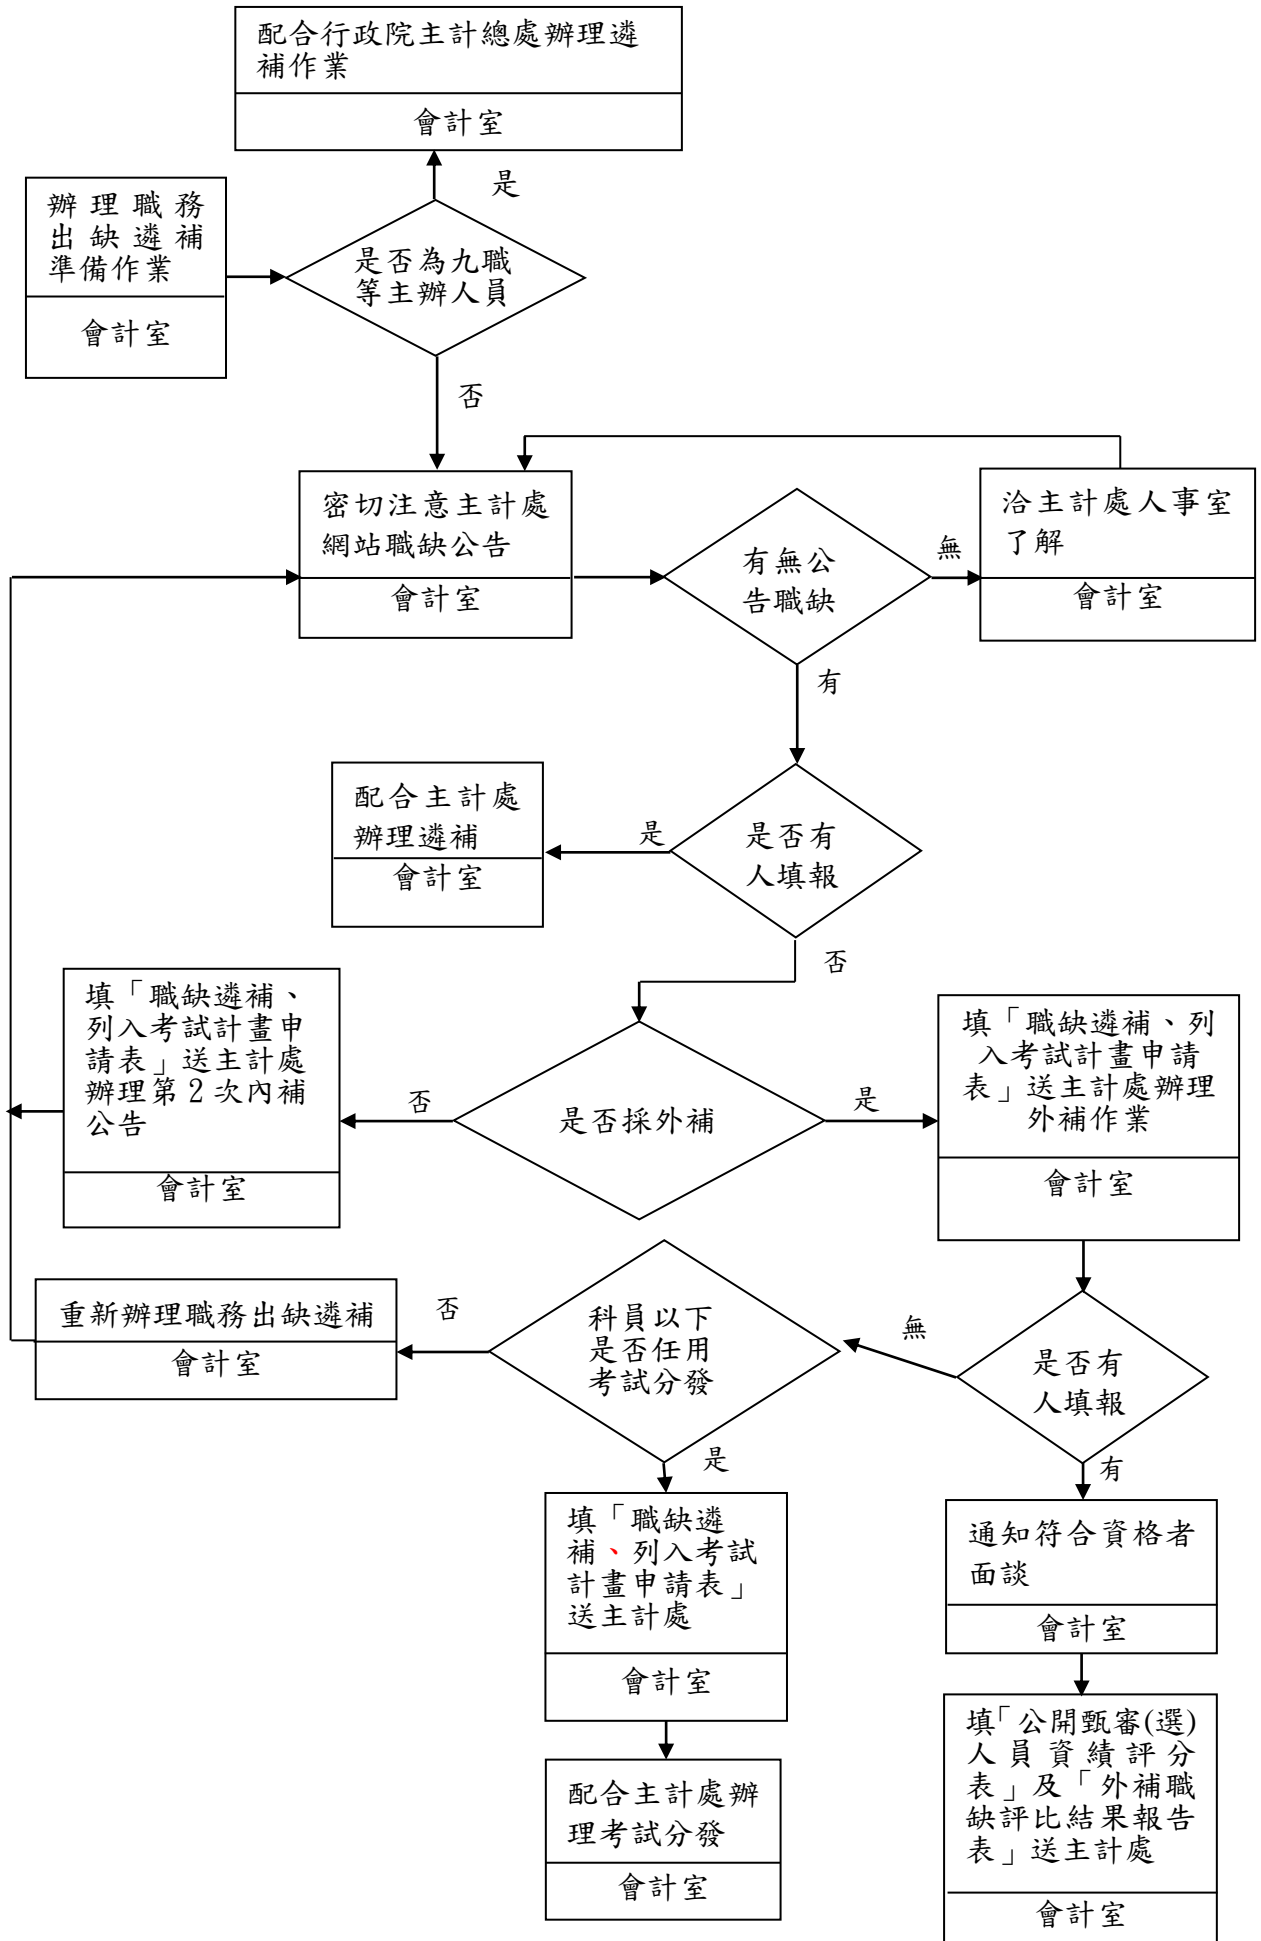 配合行政院主計總處辦理遴
補作業
會計室
是
辦理職務
出缺遴補
準備作業
會計室
是否為九職
等主辦人員
否
密切注意主計處
網站職缺公告
會計室
有無公
告職缺
無
洽主計處人事室
了解
會計室
有
配合主計處
辦理遴補
會計室
是
是否有
人填報
否
填「職缺遴補、
列入考試計畫申
請表」送主計處
辦理第2次內補
公告
會計室
否
是否採外補
是
填「職缺遴補、列
入考試計畫申請
表」送主計處辦理
外補作業
會計室
重新辦理職務出缺遴補
會計室
否
科員以下
是否任用
考試分發
無
是否有
人填報
是
有
填「職缺遴
補、列入考試
計畫申請表」
送主計處
會計室
通知符合資格者
面談
會計室
配合主計處辦
理考試分發
會計室
填「公開甄審(選)
人員資績評分
表」及「外補職
缺評比結果報告
表」送主計處
會計室